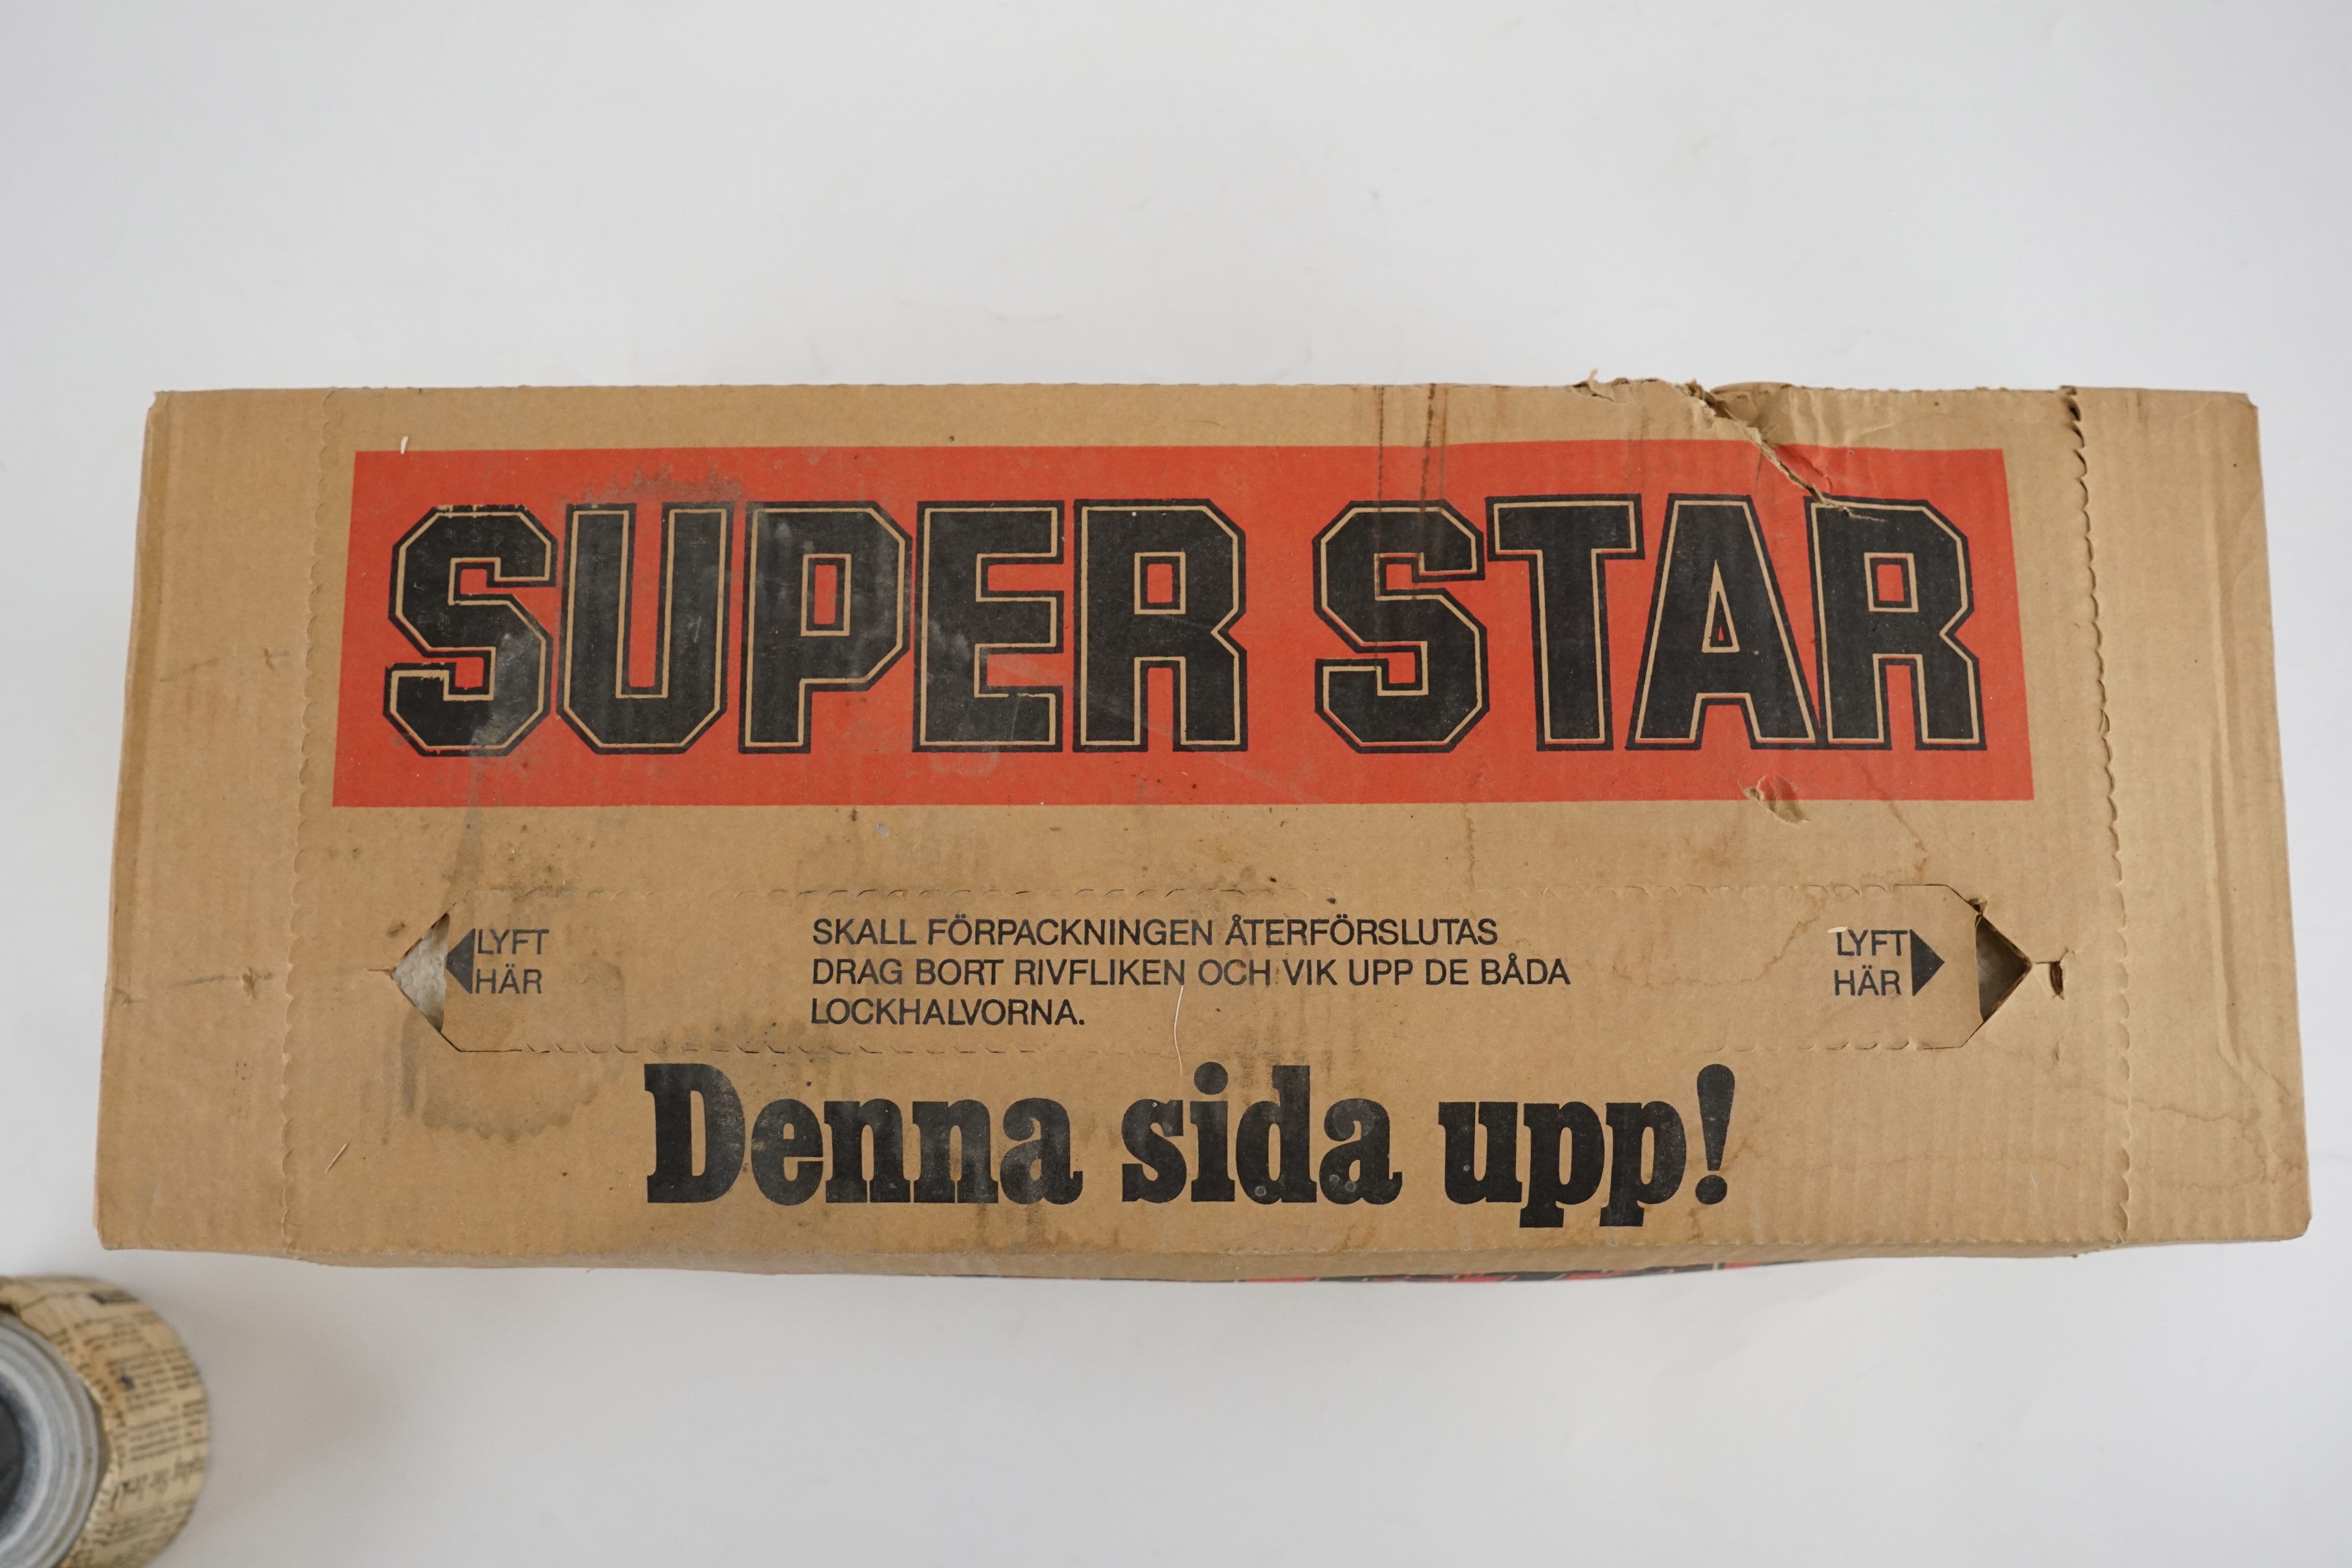 SUPER STAR
LYFT
HÄR
SKALL FÖRPACKNINGEN ÅTERFÖRSLUTAS
DRAG BORT RIVFLIKEN OCH VIK UPP DE BÅDA
LOCKHALVORNA.
LYFT
HÄR
Denna sida upp!